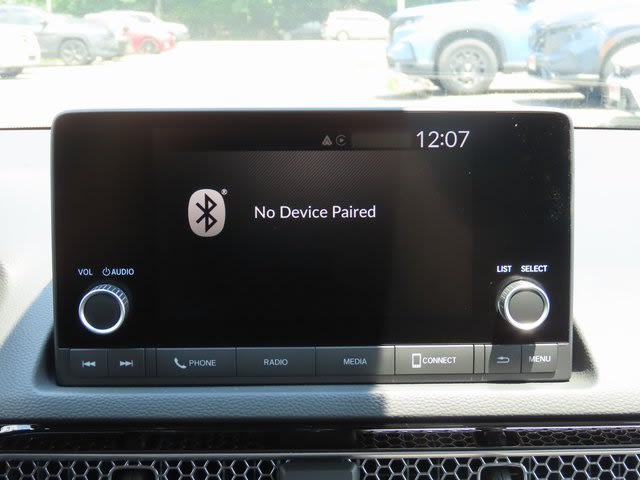 12:07
®
No Device Paired
VOL AUDIO
LIST SELECT
PHONE RADIO MEDIA CONNECT MENU